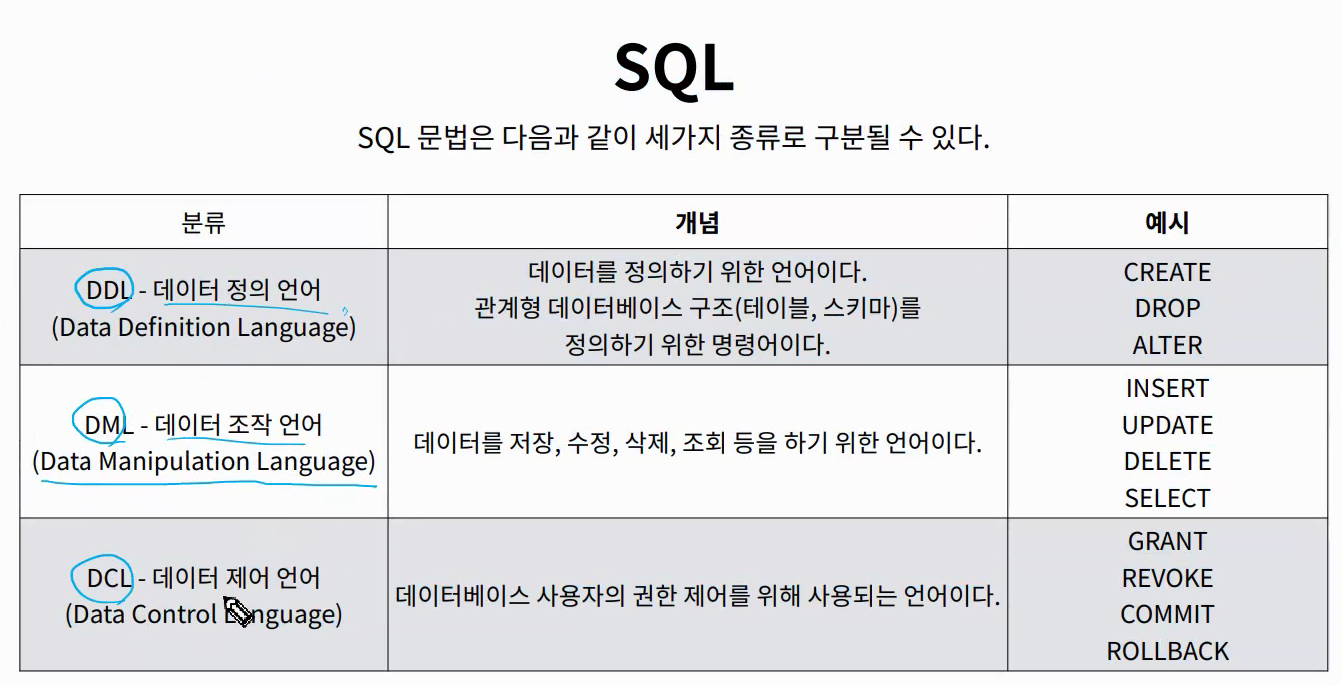 SQL
SQL 문법은 다음과 같이 세가지 종류로 구분될 수 있다.
분류
개념
예시
DDL - 데이터 정의 언어
(Data Definition Language)
데이터를 정의하기 위한 언어이다.
관계형 데이터베이스 구조(테이블, 스키마)를
정의하기 위한 명령어이다.
CREATE
DROP
ALTER
DML - 데이터 조작 언어
(Data Manipulation Language)
데이터를 저장, 수정, 삭제, 조회 등을 하기 위한 언어이다.
INSERT
UPDATE
DELETE
SELECT
DCL - 데이터 제어 언어
(Data Control Language)
데이터베이스 사용자의 권한 제어를 위해 사용되는 언어이다.
GRANT
REVOKE
COMMIT
ROLLBACK